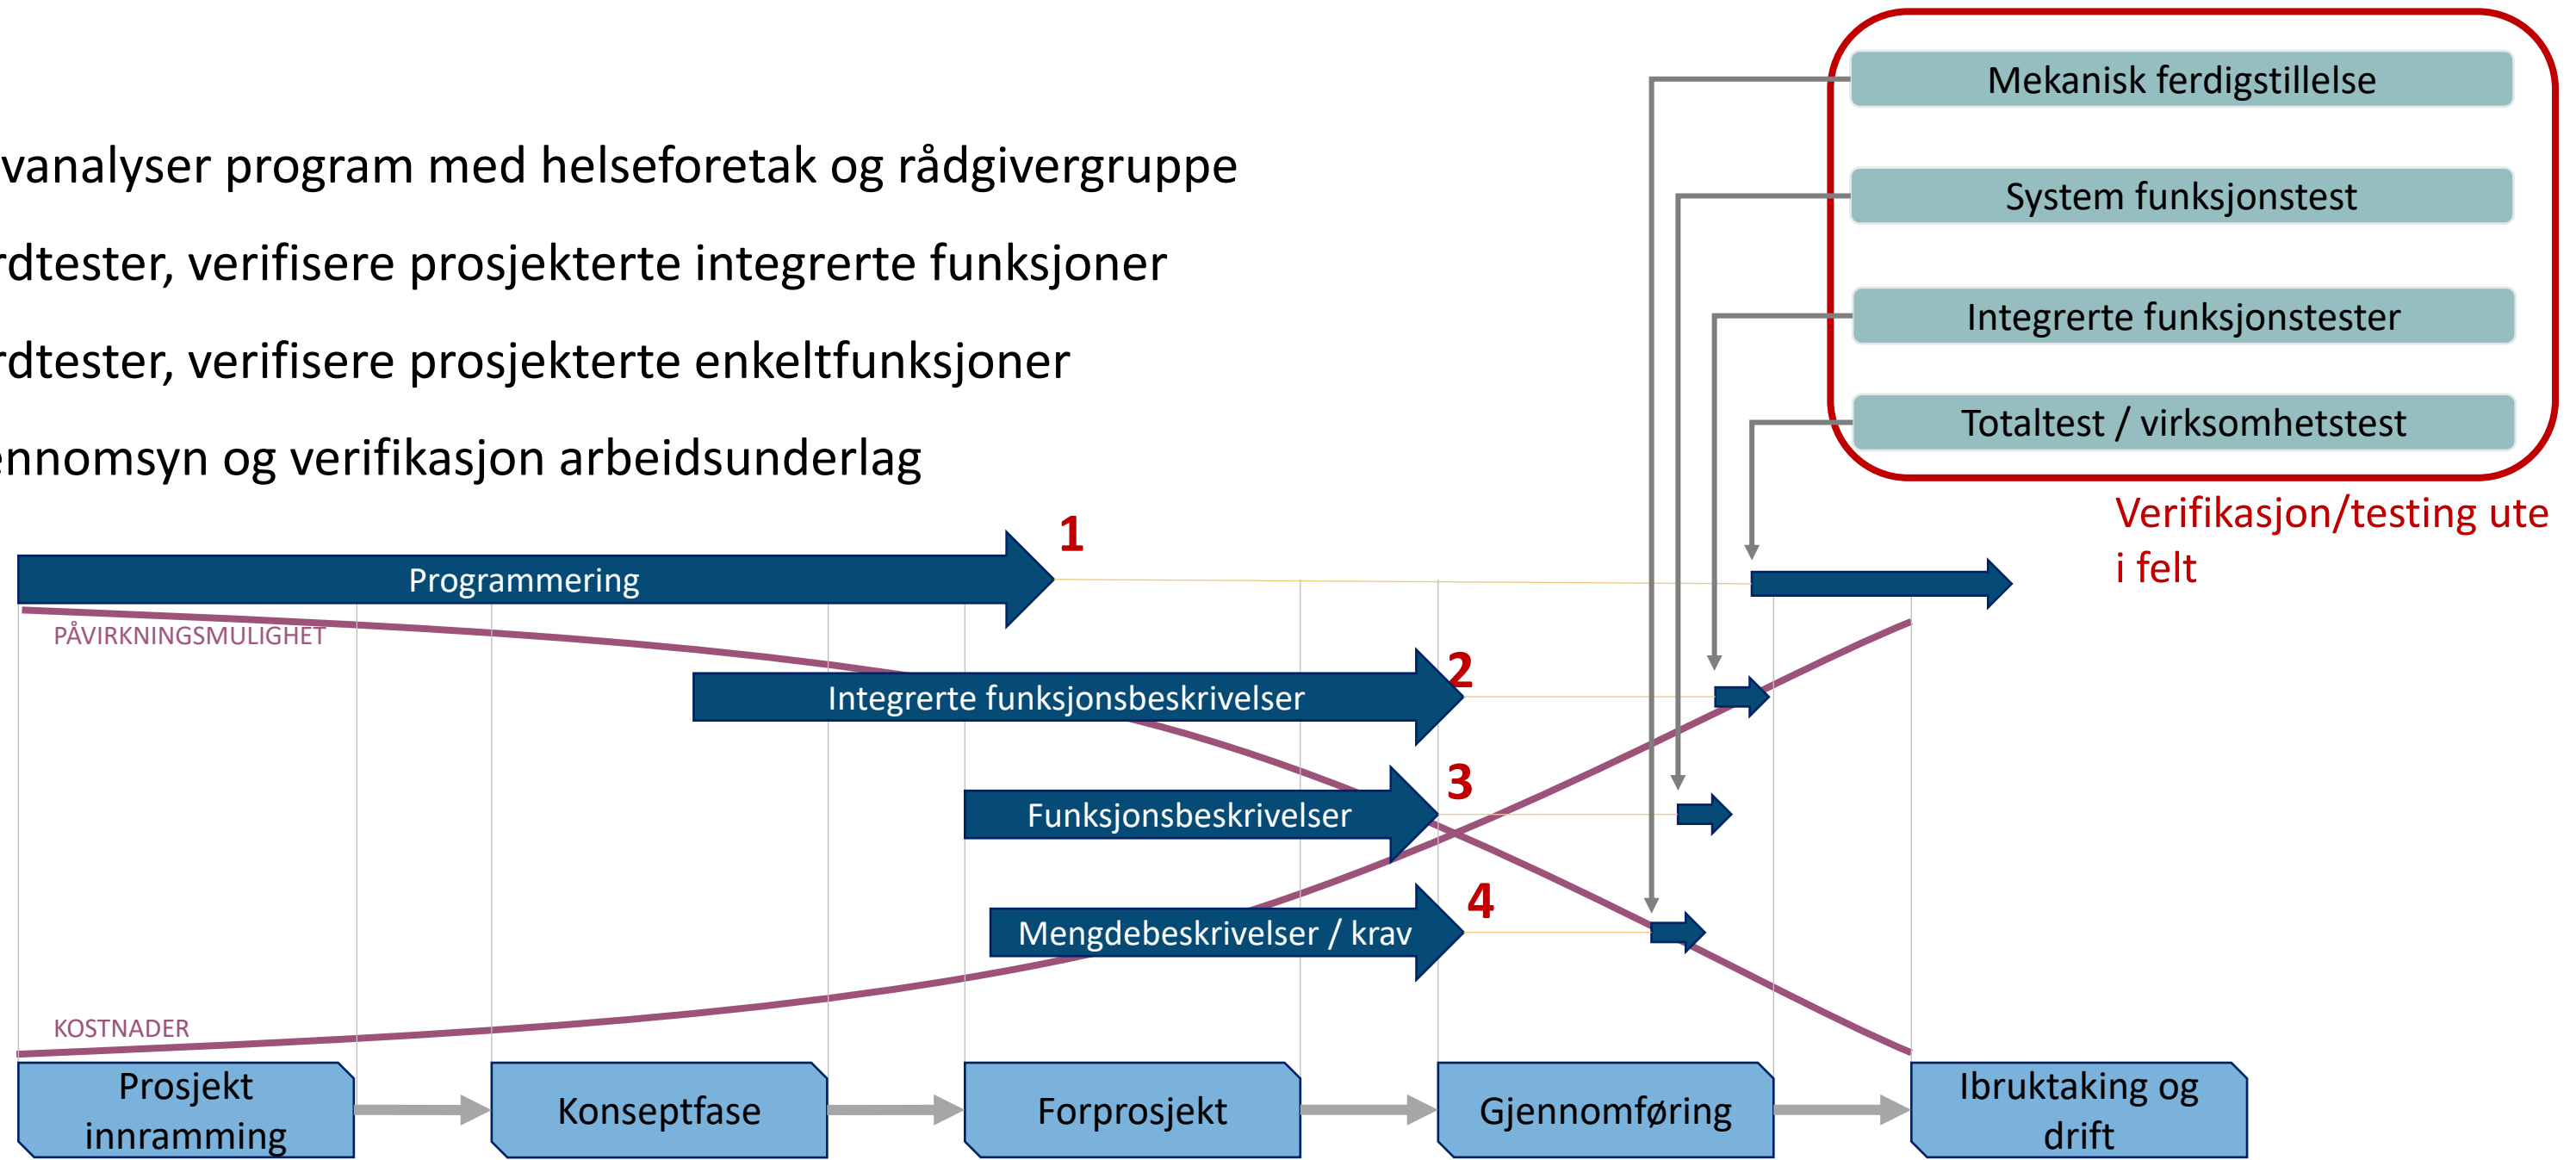 Mekanisk ferdigstillelse
System funksjonstest
Integrerte funksjonstester
Totaltest / virksomhetstest
Verifikasjon/testing ute
i felt
vanalyser program med helseforetak og rådgivergruppe
rdtester, verifisere prosjekterte integrerte funksjoner
rdtester, verifisere prosjekterte enkeltfunksjoner
ennomsyn og verifikasjon arbeidsunderlag
1
Programmering
PÅVIRKNINGSMULIGHET
2
Integrerte funksjonsbeskrivelser
3
Funksjonsbeskrivelser
4
Mengdebeskrivelser / krav
KOSTNADER
Prosjekt
innramming
Konseptfase
Forprosjekt
Gjennomføring
Ibruktaking og
drift